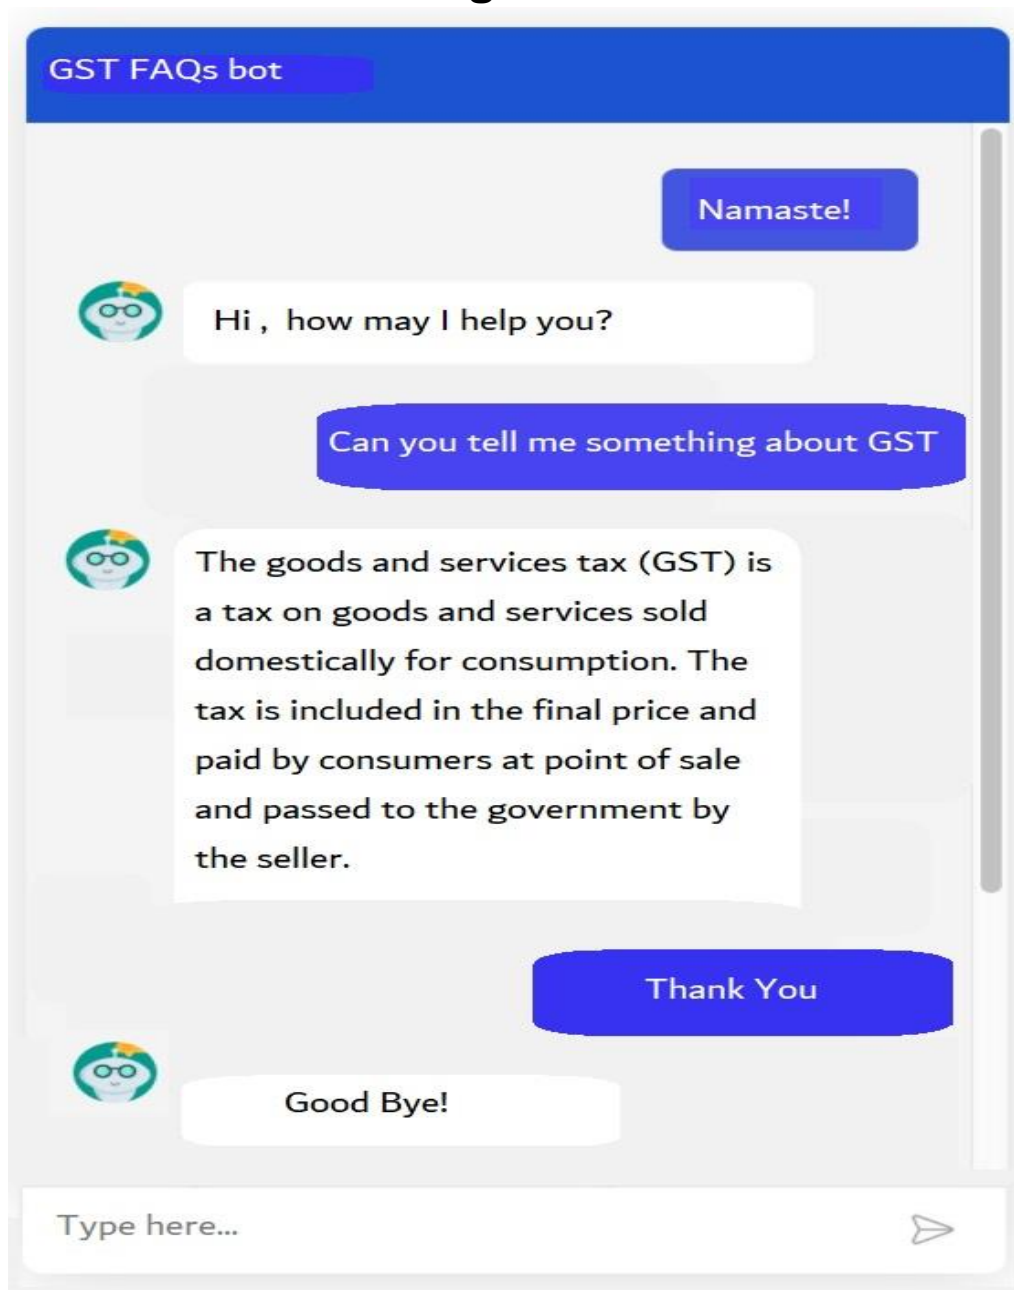 GST FAQs bot
Namaste!
Hi , how may I help you?
Can you tell me something about GST
The goods and services tax (GST) is
a tax on goods and services sold
domestically for consumption. The
tax is included in the final price and
paid by consumers at point of sale
and passed to the government by
the seller.
Thank You
Good Bye!
Type here...